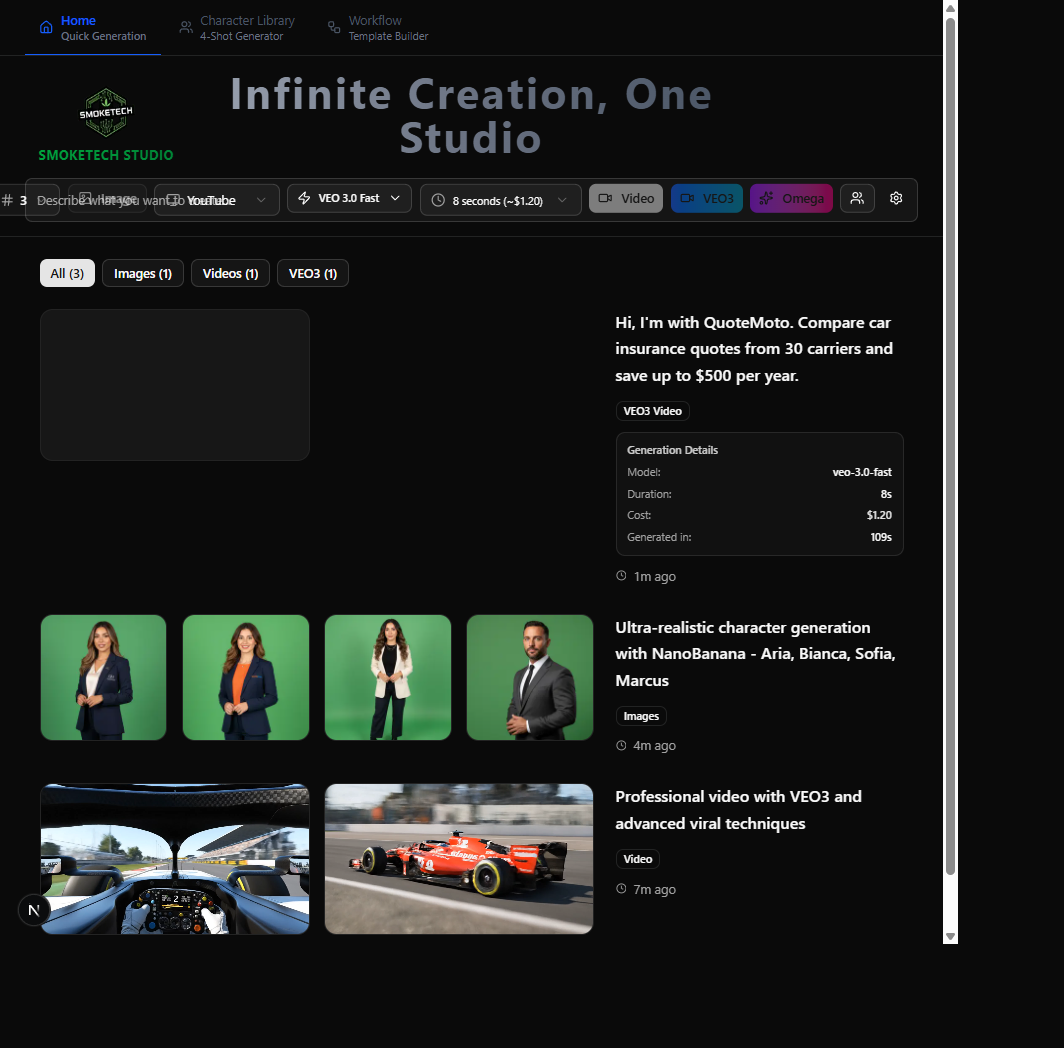 Home
Quick Generation
Character Library
4-Shot Generator
Workflow
Template Builder
SMOKETECH
SMOKETECH STUDIO
Infinite Creation, One
Studio
3
Describe what you want to
Image
YouTube
VEO 3.0 Fast
8 seconds (~$1.20)
Video
VEO3
Omega
All (3)
Images (1)
Videos (1)
VEO3 (1)
Hi, I'm with QuoteMoto. Compare car
insurance quotes from 30 carriers and
save up to $500 per year.
VEO3 Video
Generation Details
Model: veo-3.0-fast
Duration: 8s
Cost: $1.20
Generated in: 109s
1m ago
Ultra-realistic character generation
with NanoBanana - Aria, Bianca, Sofia,
Marcus
Images
4m ago
Professional video with VEO3 and
advanced viral techniques
Video
7m ago
N